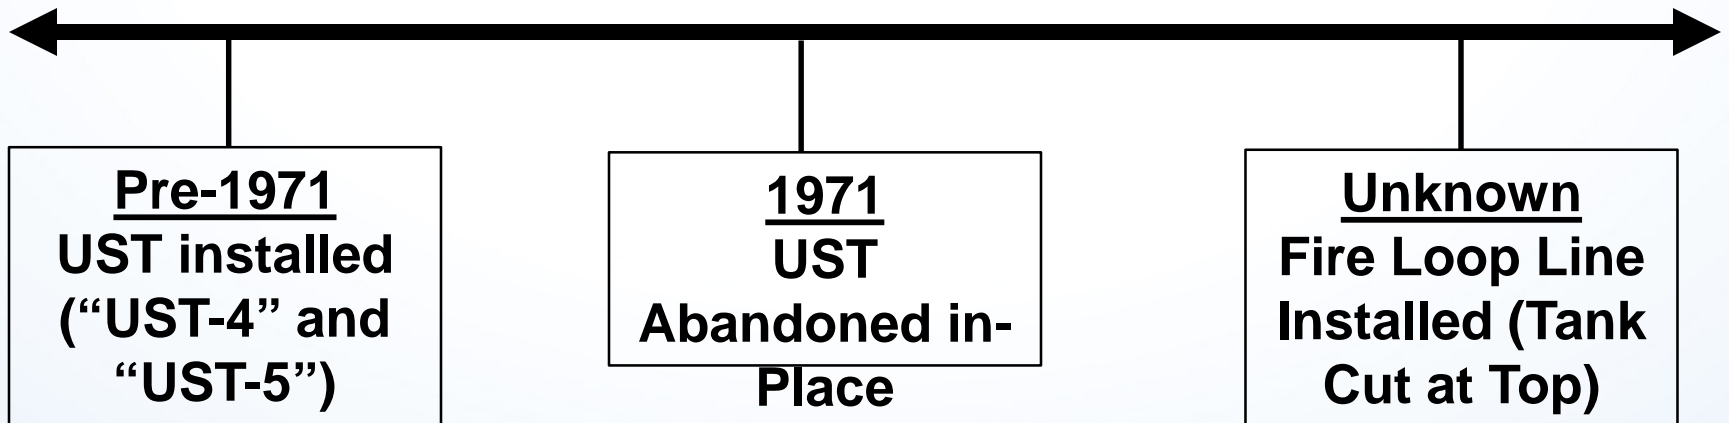 Pre-1971
UST installed
(“UST-4” and
“UST-5”)
1971
UST
Abandoned in-
Place
Unknown
Fire Loop Line
Installed (Tank
Cut at Top)